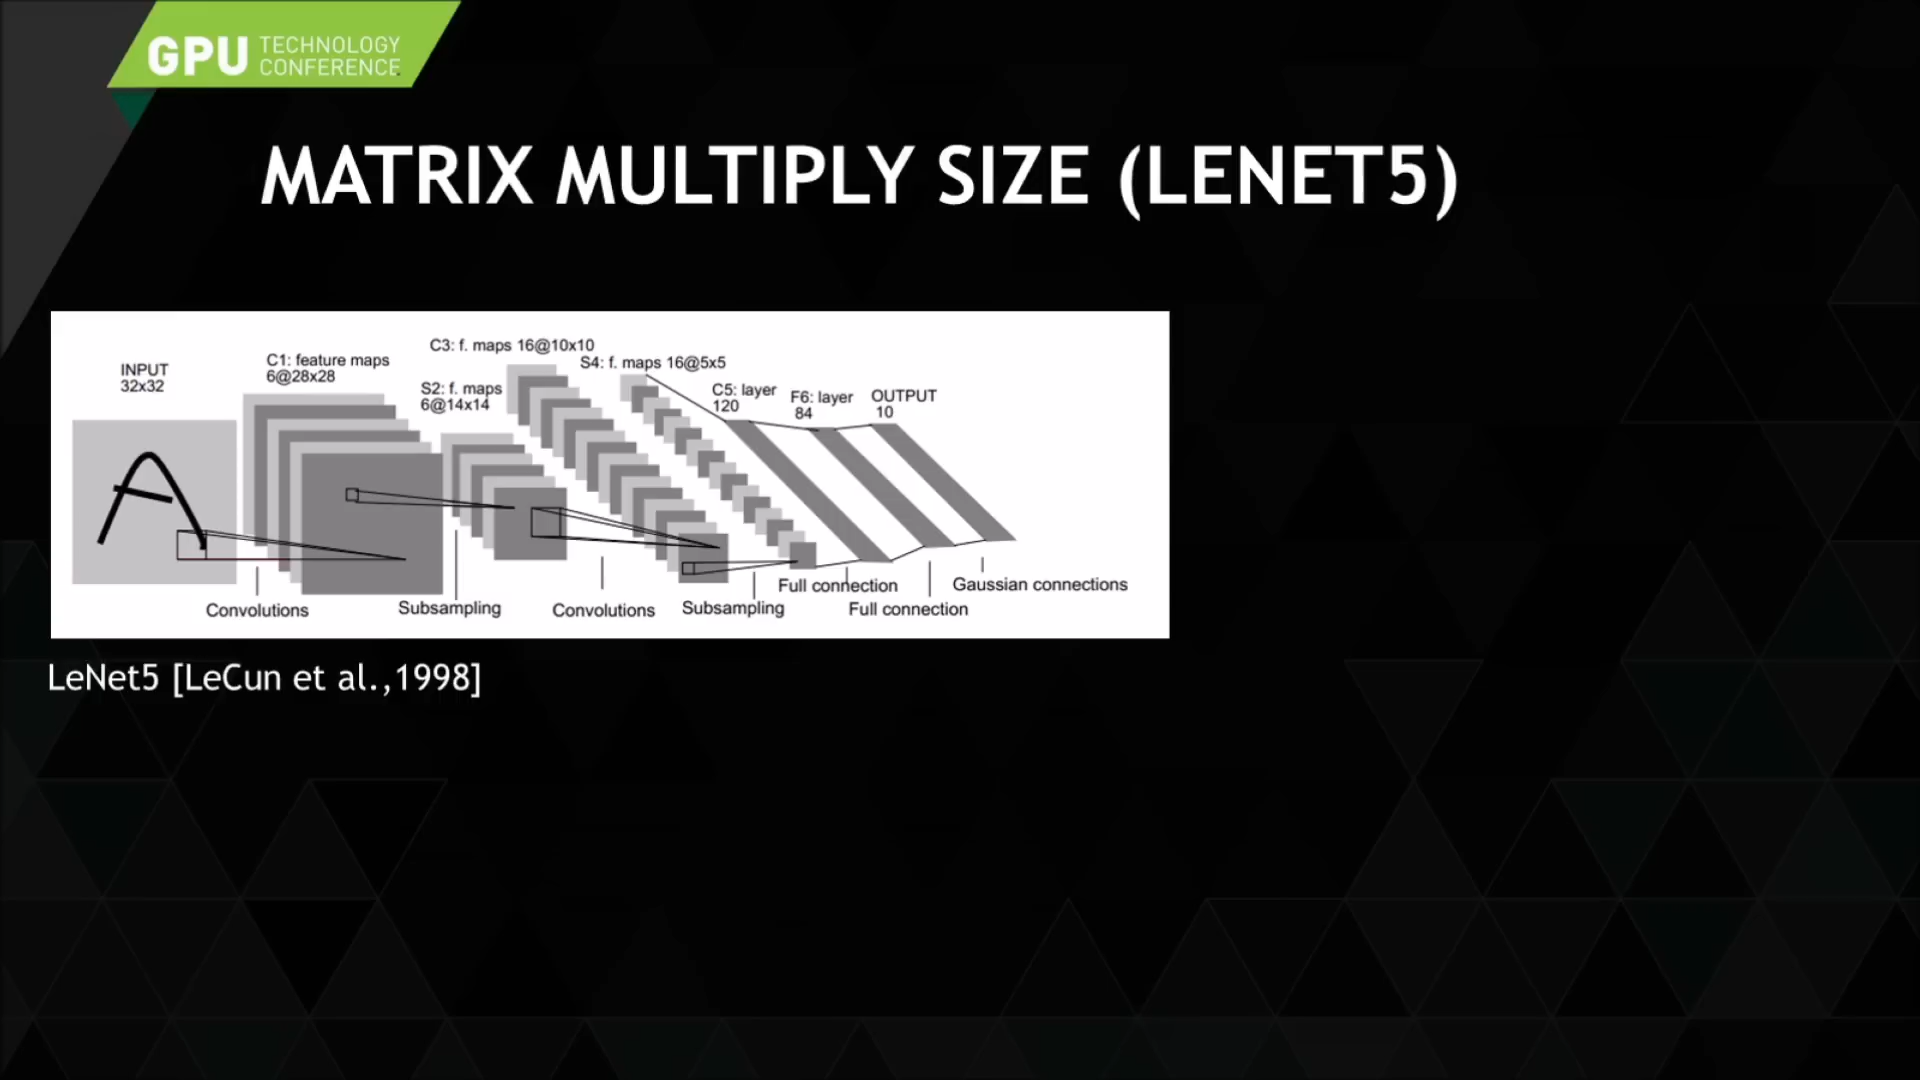 GPU TECHNOLOGY
CONFERENCE
MATRIX MULTIPLY SIZE (LENET5)
INPUT
32x32
C1: feature maps
6@28x28
S2: f. maps
6@14x14
C3: f. maps 16@10x10
S4: f. maps 16@5x5
C5: layer
120
F6: layer
84
OUTPUT
10
Convolutions
Subsampling
Convolutions
Subsampling
Full connection
Full connection
Gaussian connections
LeNet5 [LeCun et al.,1998]